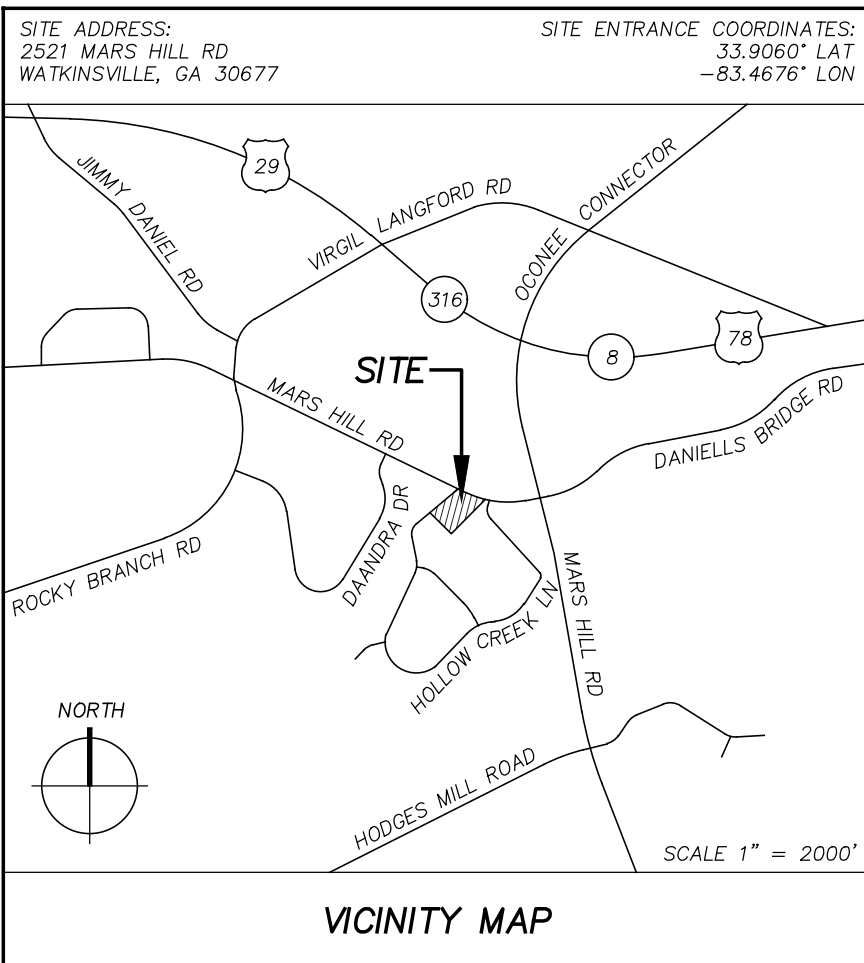 SITE ADDRESS:
2521 MARS HILL RD
WATKINSVILLE, GA 30677
SITE ENTRANCE COORDINATES:
33.9060° LAT
-83.4676° LON
29
JIMMY DANIEL RD
VIRGIL LANGFORD RD
OCONEE CONNECTOR
316
8
78
SITE
MARS HILL RD
DANIELLS BRIDGE RD
DAANDRA DR
ROCKY BRANCH RD
HOLLOW CREEK LN
MARS HILL RD
NORTH
HODGES MILL ROAD
SCALE 1" = 2000'
VICINITY MAP